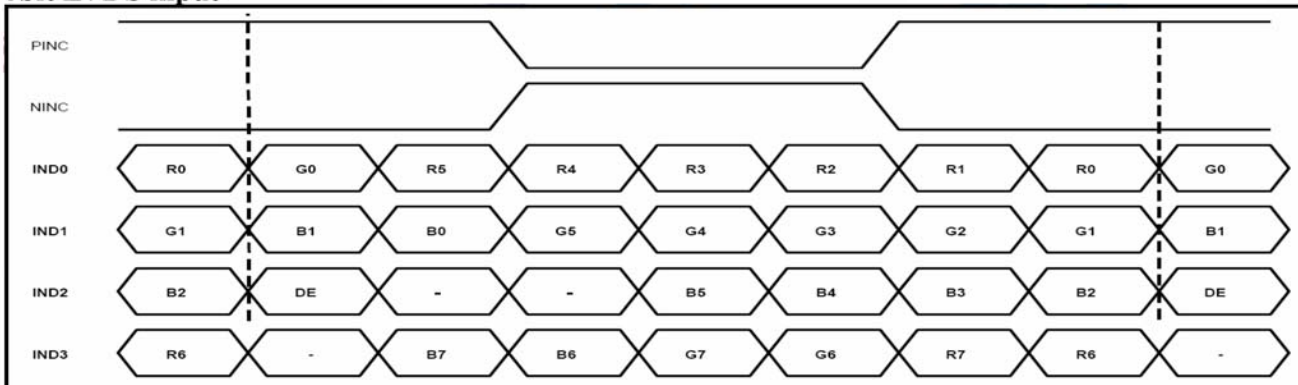 PINC
NINC
IND0 R0 G0 R5 R4 R3 R2 R1 R0 G0
IND1 G1 B1 B0 G5 G4 G3 G2 G1 B1
IND2 B2 DE - - B5 B4 B3 B2 DE
IND3 R6 - B7 B6 G7 G6 R7 R6 -